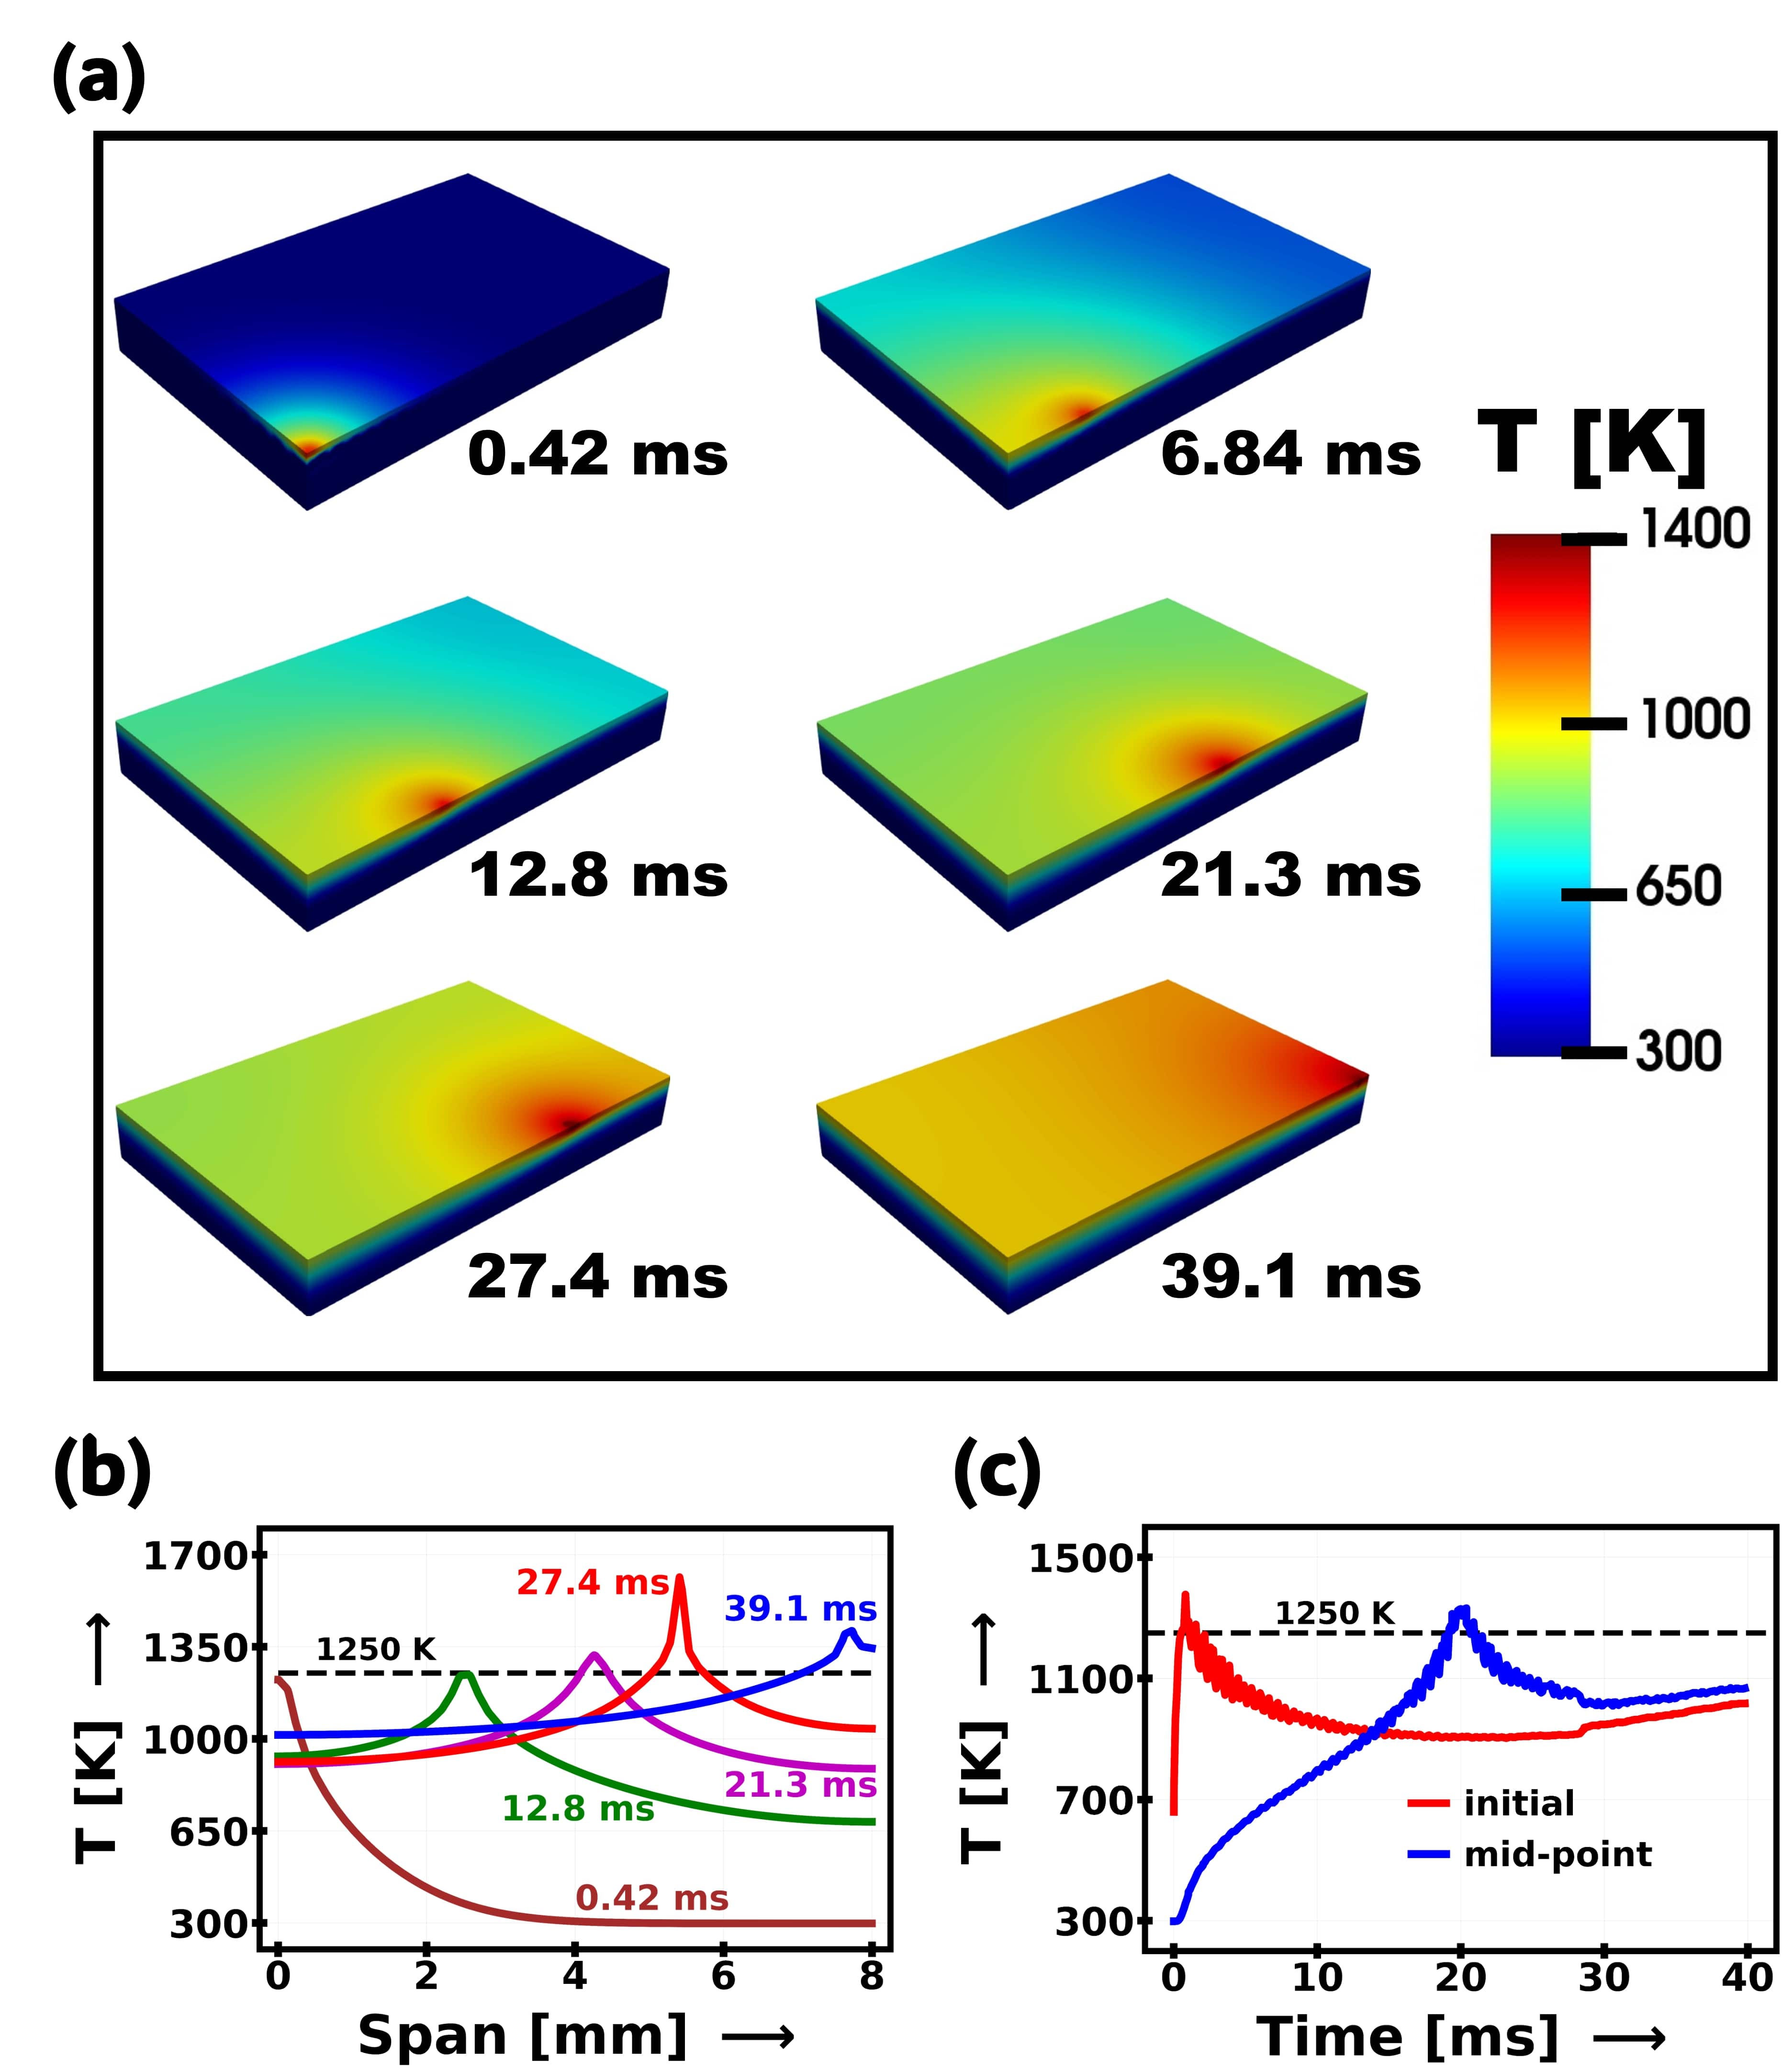 (a)
0.42 ms
6.84 ms
T [K]
1400
1000
650
300
12.8 ms
21.3 ms
27.4 ms
39.1 ms
(b)
1700
1350
1000
650
300
T [K] ⟶
27.4 ms
39.1 ms
1250 K
21.3 ms
12.8 ms
0.42 ms
0 2 4 6 8
Span [mm] ⟶
(c)
1500
1100
700
300
T [K] ⟶
1250 K
initial
mid-point
0 10 20 30 40
Time [ms] ⟶